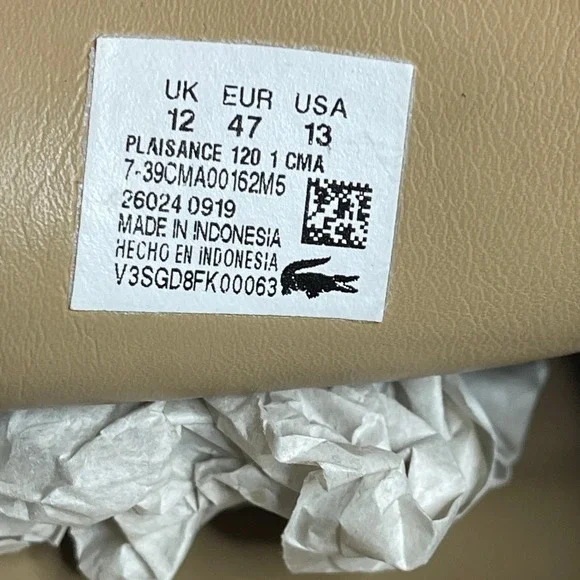 UK EUR USA
12 47 13
PLAISANCE 120 1 CMA
7-39CMA00162M5
26024 0919
MADE IN INDONESIA
HECHO EN INDONESIA
V3SGD8FK00063